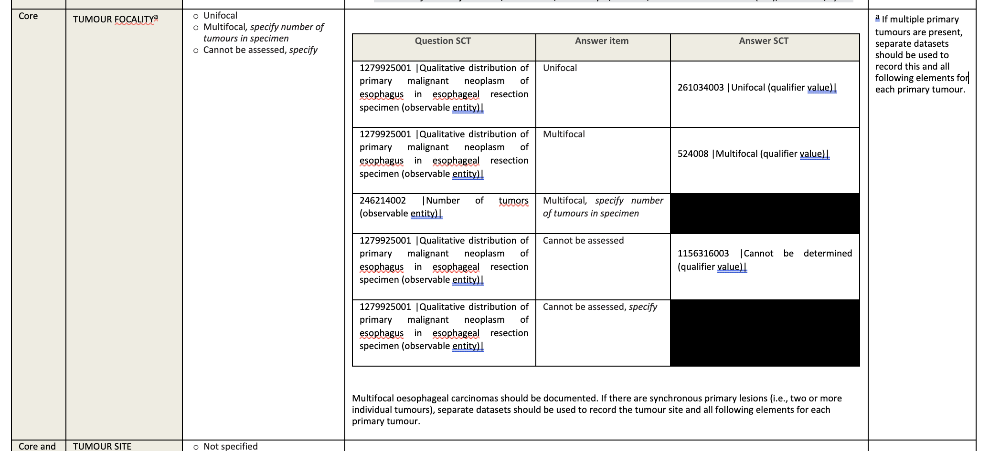 Core
TUMOUR FOCALITYa
o Unifocal
o Multifocal, specify number of
tumours in specimen
o Cannot be assessed, specify
Question SCT
Answer item
Answer SCT
1279925001 |Qualitative distribution of
primary malignant neoplasm of
esophagus in esophageal resection
specimen (observable entity)|
Unifocal
261034003 |Unifocal (qualifier value)|
1279925001 |Qualitative distribution of
primary malignant neoplasm of
esophagus in esophageal resection
specimen (observable entity)|
Multifocal
524008 |Multifocal (qualifier value)|
246214002 |Number of tumors
(observable entity)|
Multifocal, specify number
of tumours in specimen
1279925001 |Qualitative distribution of
primary malignant neoplasm of
esophagus in esophageal resection
specimen (observable entity)|
Cannot be assessed
1156316003 |Cannot be determined
(qualifier value)|
1279925001 |Qualitative distribution of
primary malignant neoplasm of
esophagus in esophageal resection
specimen (observable entity)|
Cannot be assessed, specify
Multifocal oesophageal carcinomas should be documented. If there are synchronous primary lesions (i.e., two or more
individual tumours), separate datasets should be used to record the tumour site and all following elements for each
primary tumour.
a If multiple primary
tumours are present,
separate datasets
should be used to
record this and all
following elements for
each primary tumour.
Core and
TUMOUR SITE
o Not specified